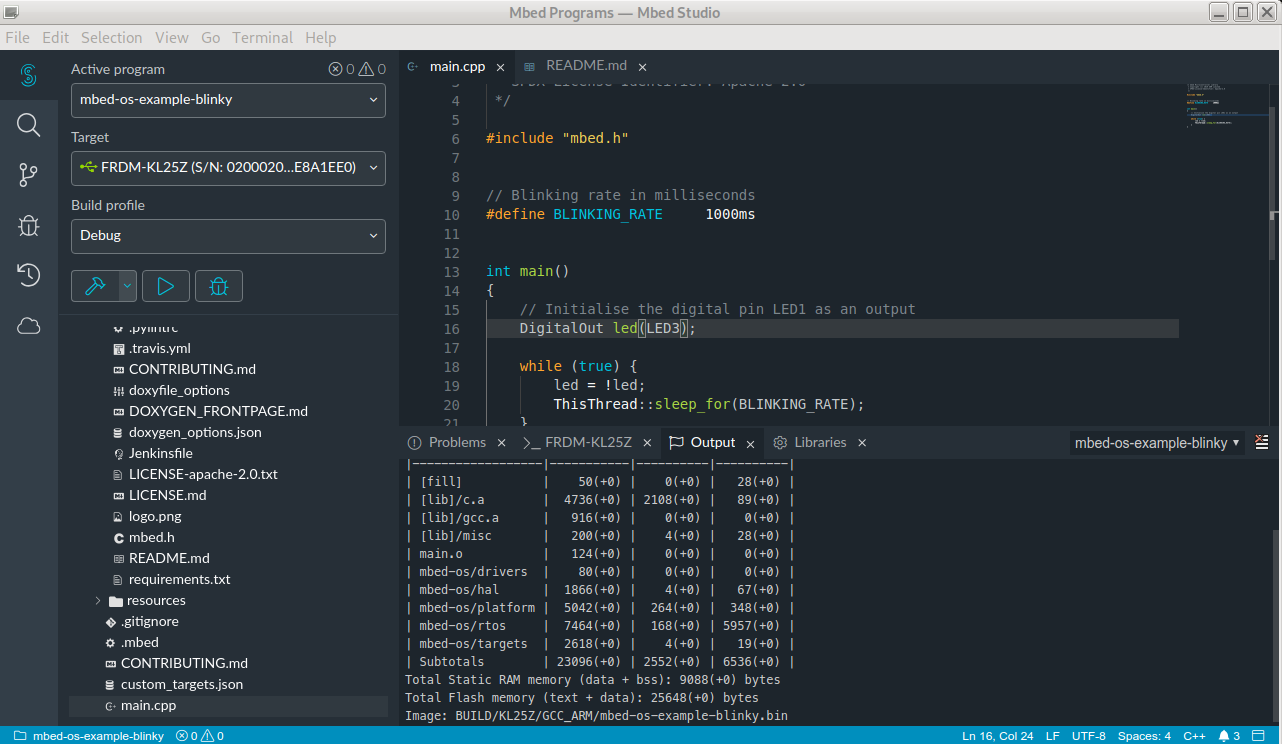 Mbed Programs — Mbed Studio
File Edit Selection View Go Terminal Help
Active program
0 0
mbed-os-example-blinky
Target
FRDM-KL25Z (S/N: 0200020...E8A1EE0)
Build profile
Debug
.pylintrc
.travis.yml
CONTRIBUTING.md
doxyfile_options
DOXYGEN_FRONTPAGE.md
doxygen_options.json
Jenkinsfile
LICENSE-apache-2.0.txt
LICENSE.md
logo.png
mbed.h
README.md
requirements.txt
resources
.gitignore
.mbed
CONTRIBUTING.md
custom_targets.json
main.cpp
main.cpp README.md
3 * SPDX-License-Identifier: Apache-2.0
4 */
5
6 #include "mbed.h"
7
8
9 // Blinking rate in milliseconds
10 #define BLINKING_RATE     1000ms
11
12
13 int main()
14 {
15     // Initialise the digital pin LED1 as an output
16     DigitalOut led(LED3);
17
18     while (true) {
19         led = !led;
20         ThisThread::sleep_for(BLINKING_RATE);
21     }
Problems FRDM-KL25Z Output Libraries mbed-os-example-blinky
|------------------|-----------|----------|----------|
| [fill]           |    50(+0) |    0(+0) |   28(+0) |
| [lib]/c.a        |  4736(+0) | 2108(+0) |   89(+0) |
| [lib]/gcc.a      |   916(+0) |    0(+0) |    0(+0) |
| [lib]/misc       |   200(+0) |    4(+0) |   28(+0) |
| main.o           |   124(+0) |    0(+0) |    0(+0) |
| mbed-os/drivers  |    80(+0) |    0(+0) |    0(+0) |
| mbed-os/hal      |  1866(+0) |    4(+0) |   67(+0) |
| mbed-os/platform |  5042(+0) |  264(+0) |  348(+0) |
| mbed-os/rtos     |  7464(+0) |  168(+0) | 5957(+0) |
| mbed-os/targets  |  2618(+0) |    4(+0) |   19(+0) |
| Subtotals        | 23096(+0) | 2552(+0) | 6536(+0) |
Total Static RAM memory (data + bss): 9088(+0) bytes
Total Flash memory (text + data): 25648(+0) bytes
Image: BUILD/KL25Z/GCC_ARM/mbed-os-example-blinky.bin
mbed-os-example-blinky 0 0 Ln 16, Col 24 LF UTF-8 Spaces: 4 C++ 3